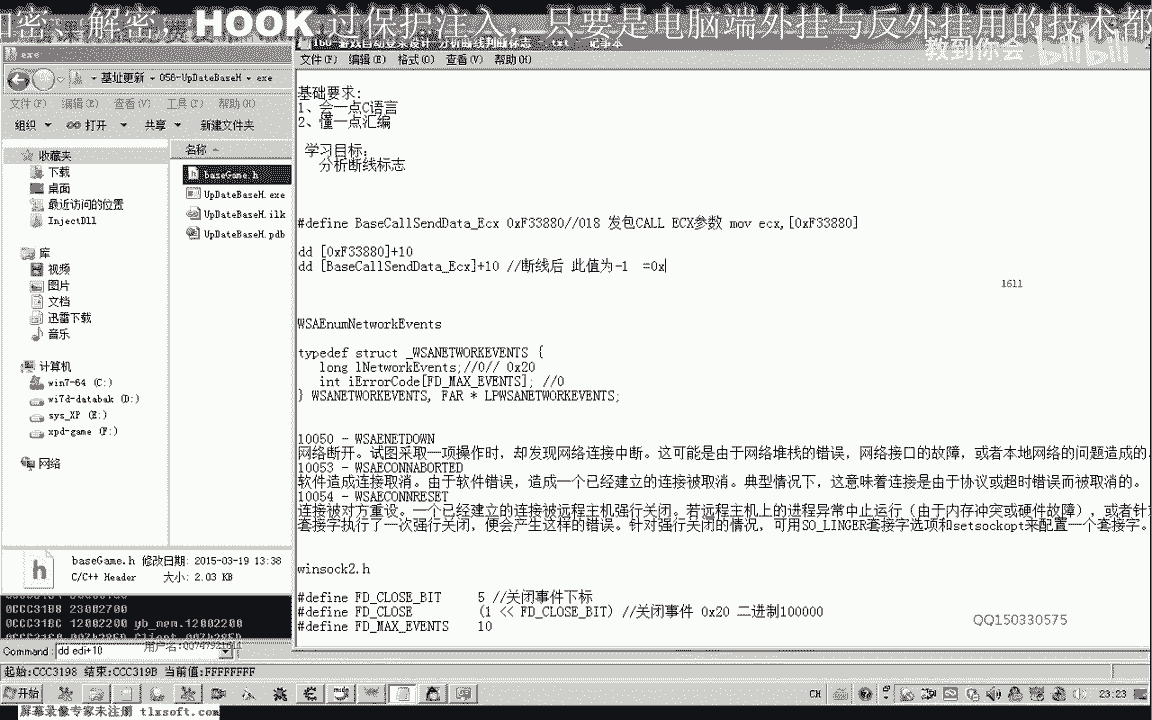 加密、解密，HOOK 过保护注入，只要是电脑端外挂与反外挂用的技术都
教到你会 bilibili
exe
基址更新 056-UpDateBaseH exe
文件(F) 编辑(E) 查看(V) 工具(T) 帮助(H)
组织 打开 共享 新建文件夹
收藏夹
下载
桌面
最近访问的位置
InjectDll
库
视频
图片
文档
迅雷下载
音乐
计算机
win7-64 (C:)
wi7d-databak (D:)
sys_XP (E:)
xpd-game (F:)
网络
名称
baseGame.h
UpDateBaseH.exe
UpDateBaseH.ilk
UpDateBaseH.pdb
baseGame.h 修改日期: 2015-03-19 13:38
C/C++ Header 大小: 2.03 KB
文件(F) 编辑(E) 格式(O) 查看(V) 帮助(H)
基础要求:
1、会一点C语言
2、懂一点汇编
学习目标:
分析断线标志
#define BaseCallSendData_Ecx 0xF33880//018 发包CALL ECX参数 mov ecx,[0xF33880]
dd [0xF33880]+10
dd [BaseCallSendData_Ecx]+10 //断线后 此值为-1 =0x
1611
WSAEnumNetworkEvents
typedef struct _WSANETWORKEVENTS {
long lNetworkEvents;//0// 0x20
int iErrorCode[FD_MAX_EVENTS]; //0
} WSANETWORKEVENTS, FAR * LPWSANETWORKEVENTS;
10050 - WSAENETDOWN
网络断开。试图采取一项操作时，却发现网络连接中断。这可能是由于网络堆栈的错误，网络接口的故障，或者本地网络的问题造成的.
10053 - WSAECONNABORTED
软件造成连接取消。由于软件错误，造成一个已经建立的连接被取消。典型情况下，这意味着连接是由于协议或超时错误而被取消的。
10054 - WSAECONNRESET
连接被对方重设。一个已经建立的连接被远程主机强行关闭。若远程主机上的进程异常中止运行（由于内存冲突或硬件故障），或者针对
套接字执行了一次强行关闭，便会产生这样的错误。针对强行关闭的情况，可用SO_LINGER套接字选项和setsockopt来配置一个套接字。
winsock2.h
#define FD_CLOSE_BIT 5 //关闭事件下标
#define FD_CLOSE (1 << FD_CLOSE_BIT) //关闭事件 0x20 二进制100000
#define FD_MAX_EVENTS 10
QQ150330575
0CCC31B8 23002700
0CCC31BC 12002200 yb_mem.12002200
Command: dd edi+10
起始:CCC3198 结束:CCC319B 当前值:FFFFFFFF
开始
CH
23:23
屏幕录像专家未注册 tlxsoft.com